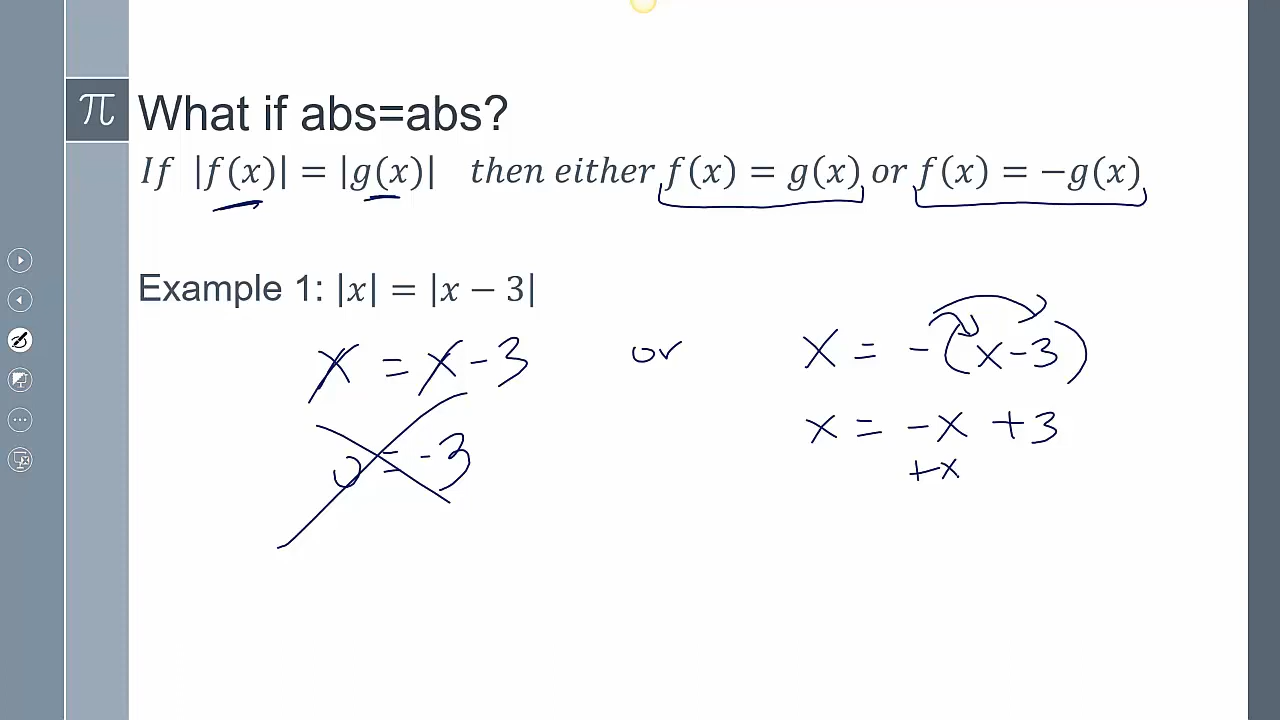 π What if abs=abs?
If |f(x)| = |g(x)| then either f(x) = g(x) or f(x) = −g(x)
Example 1: |x| = |x − 3|
x = x - 3 or x = -(x - 3)
x = -x + 3
0 = -3
+x